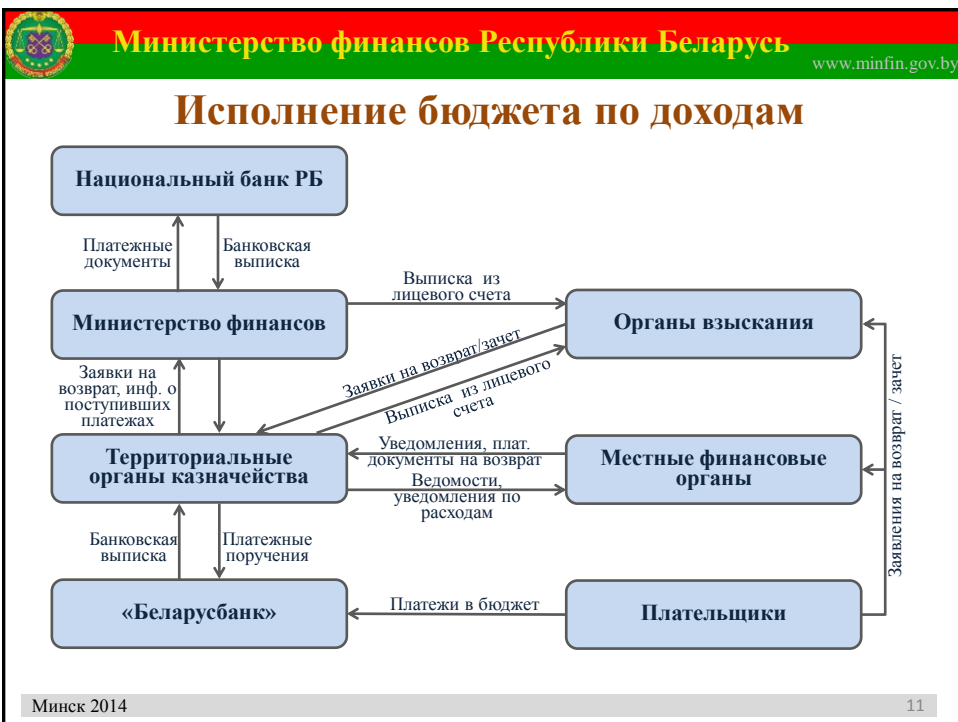 Министерство финансов Республики Беларусь
www.minfin.gov.by
Исполнение бюджета по доходам
Национальный банк РБ
Платежные
документы
Банковская
выписка
Выписка из
лицевого счета
Министерство финансов
Органы взыскания
Заявки на
возврат, инф. о
поступивших
платежах
Заявки на возврат/зачет
Выписка из лицевого
счета
Заявления на возврат / зачет
Территориальные
органы казначейства
Уведомления, плат.
документы на возврат
Ведомости,
уведомления по
расходам
Местные финансовые
органы
Банковская
выписка
Платежные
поручения
«Беларусбанк»
Платежи в бюджет
Плательщики
Минск 2014
11